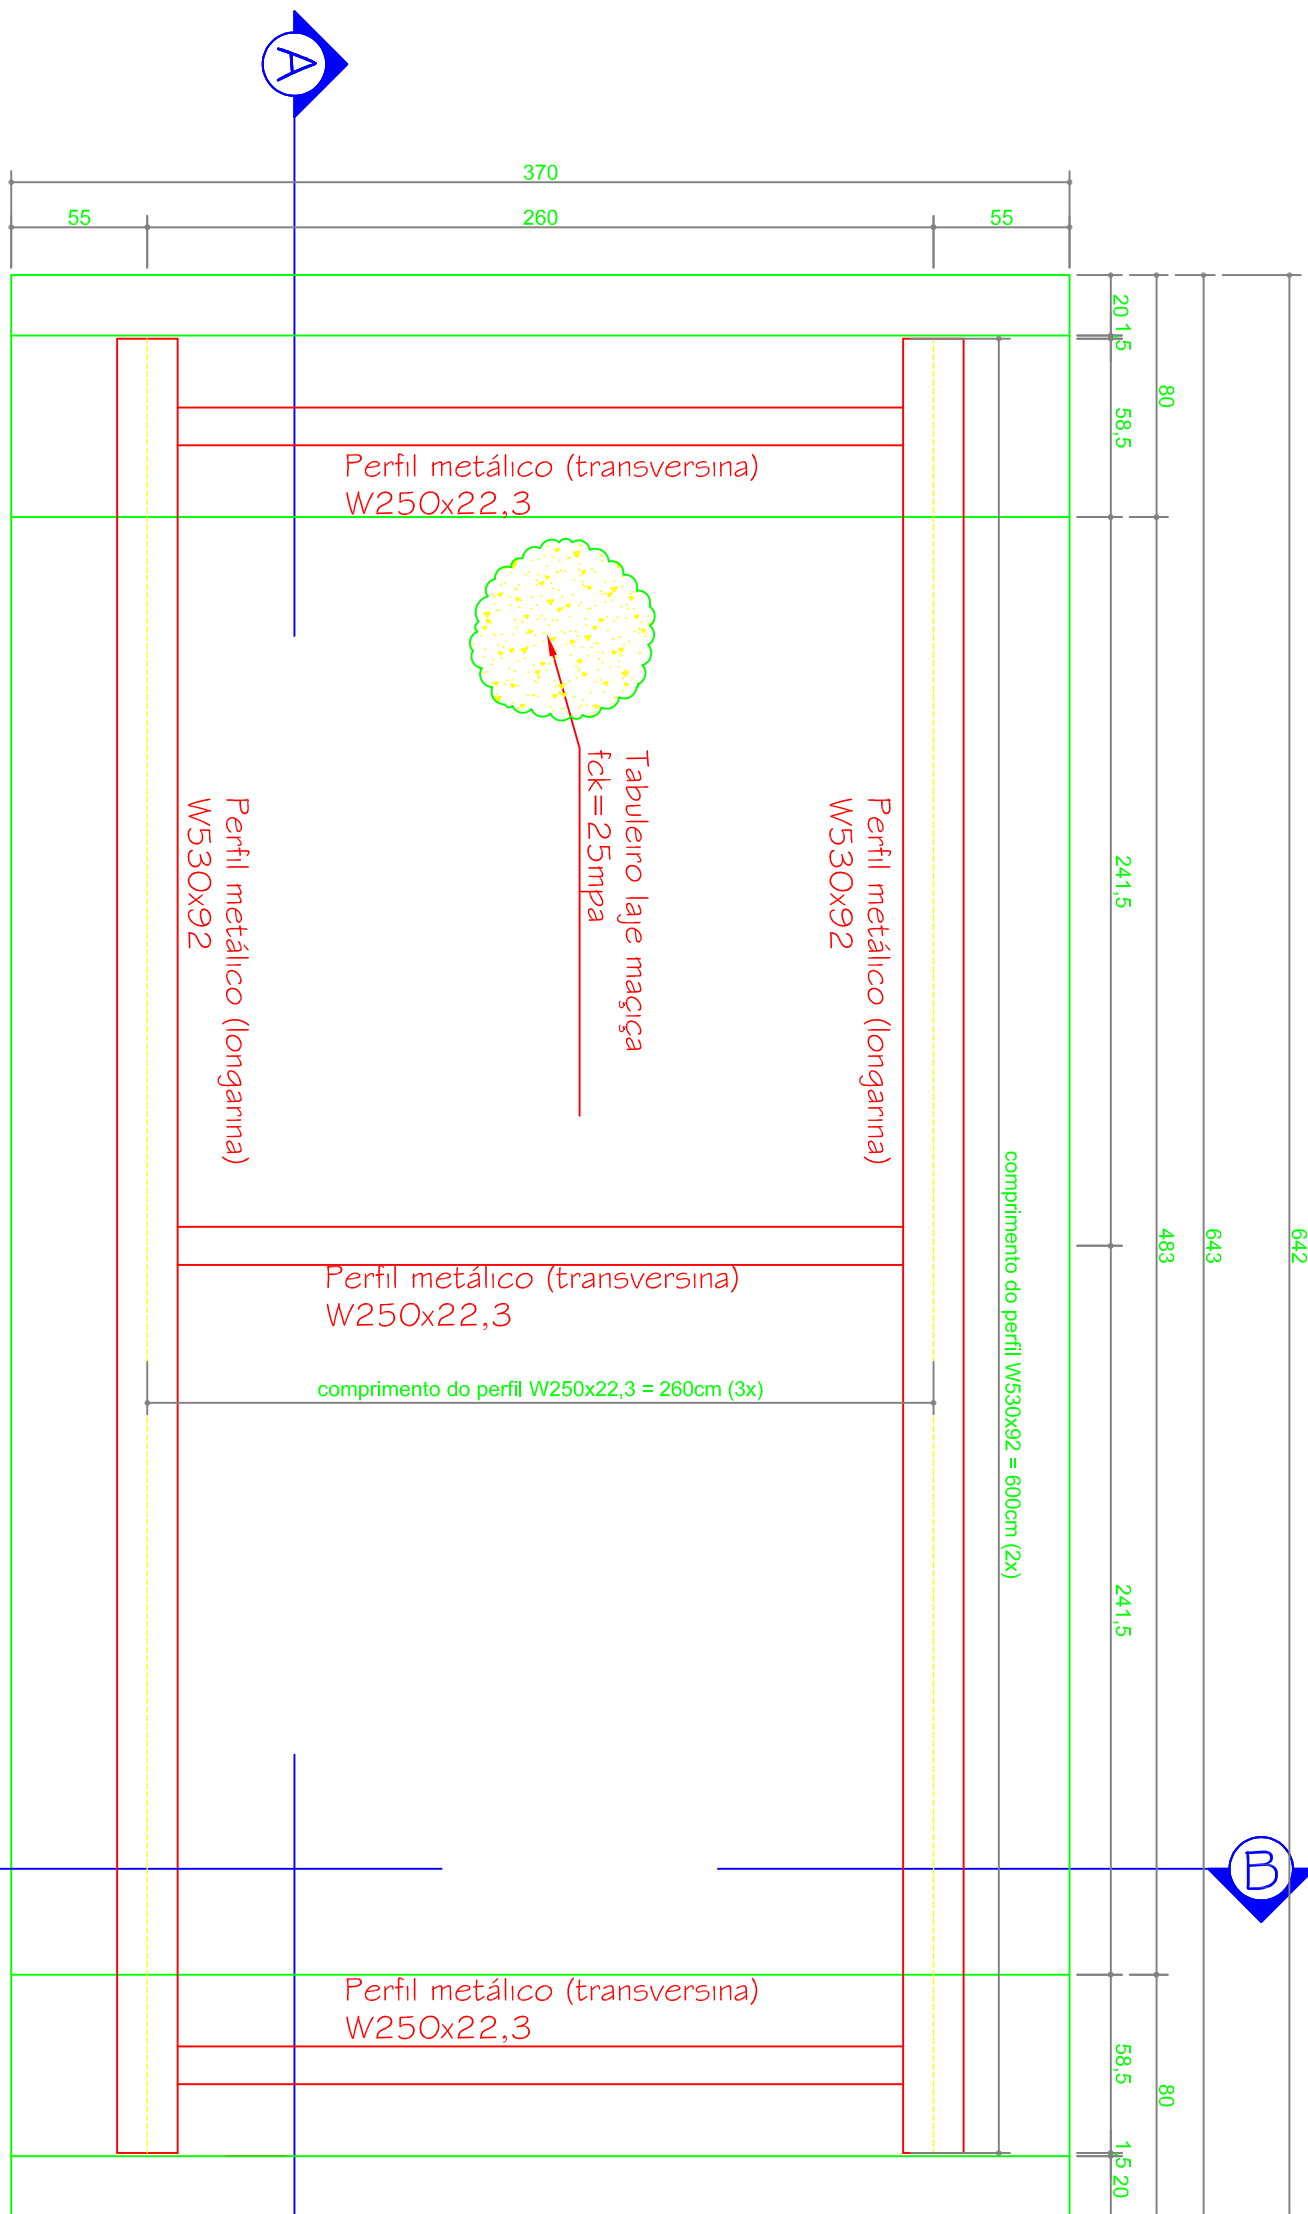 A
370
55
260
55
20
1,5
58,5
80
Perfil metálico (transversina)
W250x22,3
Tabuleiro laje maciça
fck=25mpa
Perfil metálico (longarina)
W530x92
Perfil metálico (longarina)
W530x92
241,5
comprimento do perfil W530x92 = 600cm (2x)
483
643
642
Perfil metálico (transversina)
W250x22,3
comprimento do perfil W250x22,3 = 260cm (3x)
241,5
B
Perfil metálico (transversina)
W250x22,3
58,5
80
1,5
20